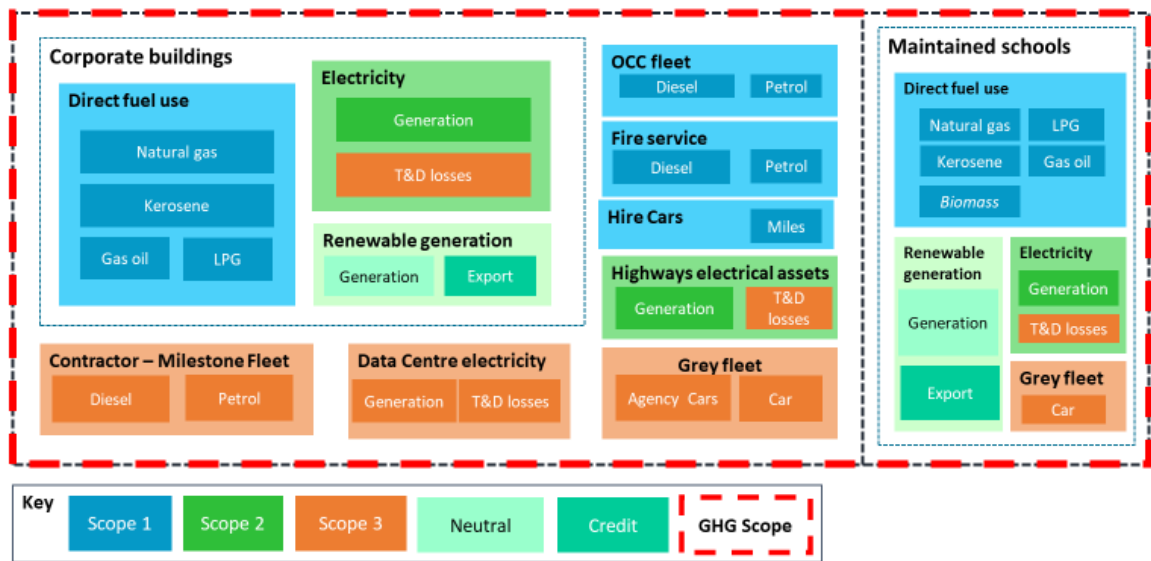 Corporate buildings
Direct fuel use
Natural gas
Kerosene
Gas oil
LPG
Electricity
Generation
T&D losses
Renewable generation
Generation
Export
OCC fleet
Diesel
Petrol
Fire service
Diesel
Petrol
Hire Cars
Miles
Highways electrical assets
Generation
T&D
losses
Contractor – Milestone Fleet
Diesel
Petrol
Data Centre electricity
Generation
T&D losses
Grey fleet
Agency Cars
Car
Maintained schools
Direct fuel use
Natural gas
LPG
Kerosene
Gas oil
Biomass
Renewable
generation
Generation
Export
Electricity
Generation
T&D losses
Grey fleet
Car
Key
Scope 1
Scope 2
Scope 3
Neutral
Credit
GHG Scope